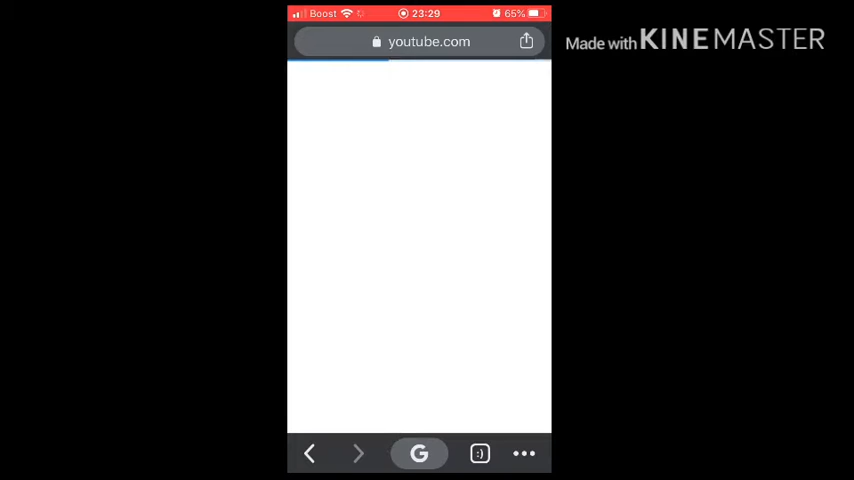 Boost 23:29 65%
youtube.com
Made with KINEMASTER
G
:)